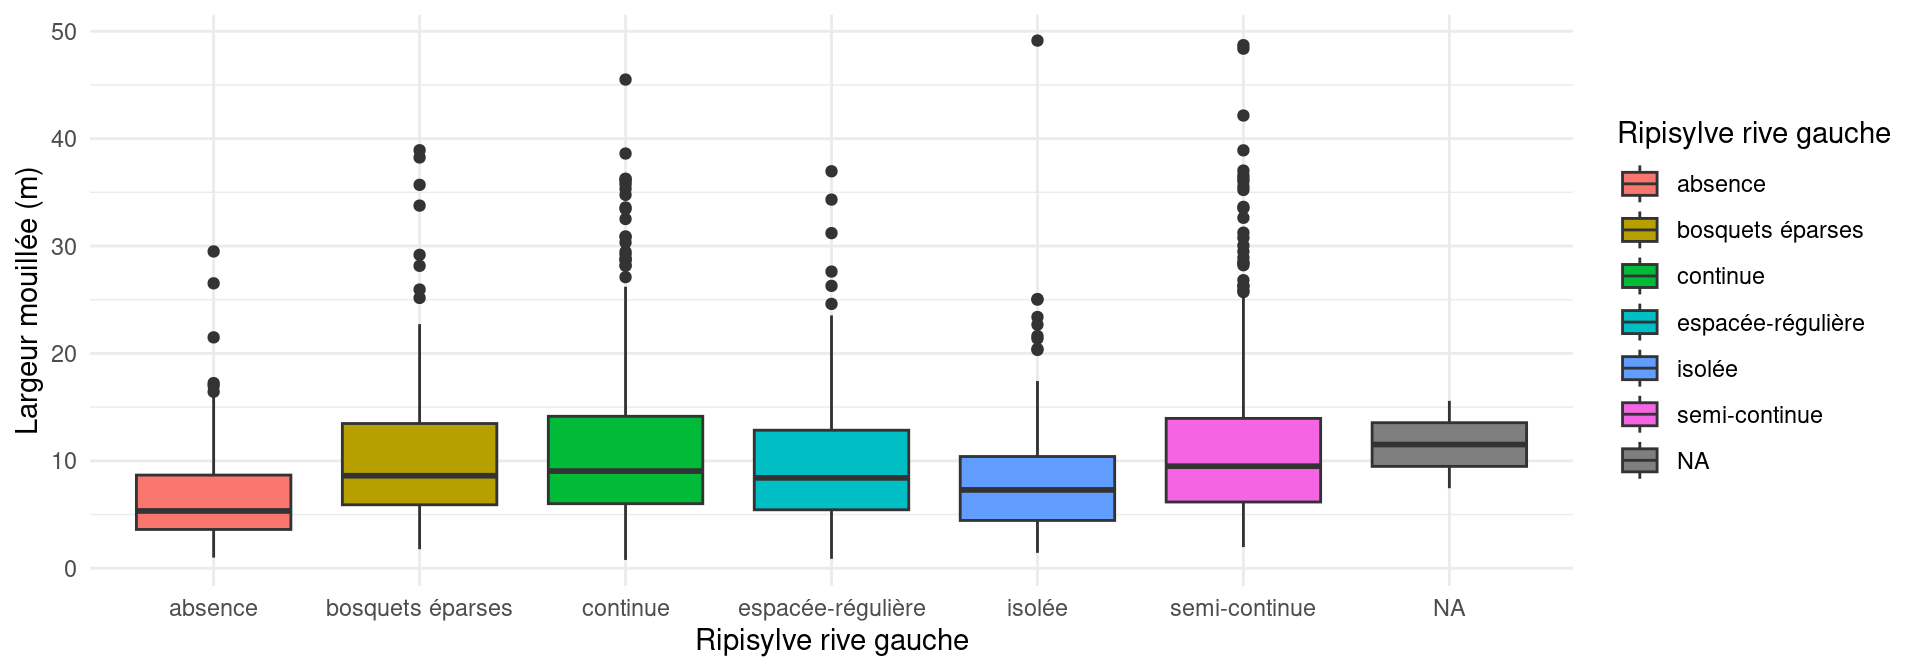 50
40
30
20
10
0
Largeur mouillée (m)
absence
bosquets éparses
continue
espacée-régulière
isolée
semi-continue
NA
Ripisylve rive gauche
Ripisylve rive gauche
absence
bosquets éparses
continue
espacée-régulière
isolée
semi-continue
NA